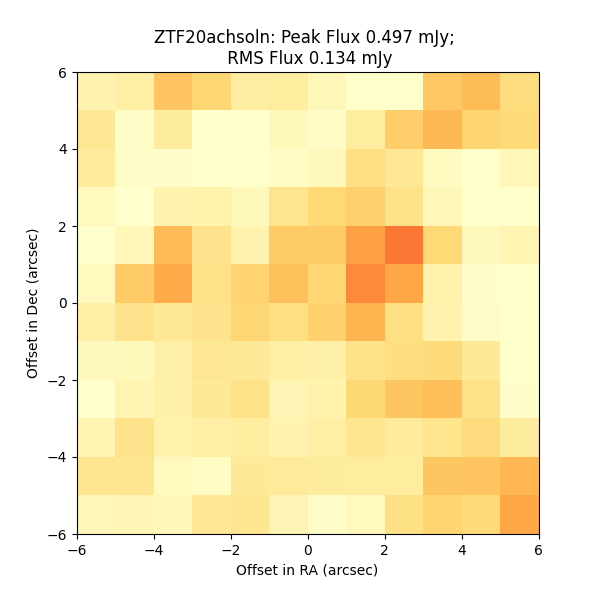 ZTF20achsoln: Peak Flux 0.497 mJy;
RMS Flux 0.134 mJy
6
4
2
0
−2
−4
−6
Offset in Dec (arcsec)
−6 −4 −2 0 2 4 6
Offset in RA (arcsec)